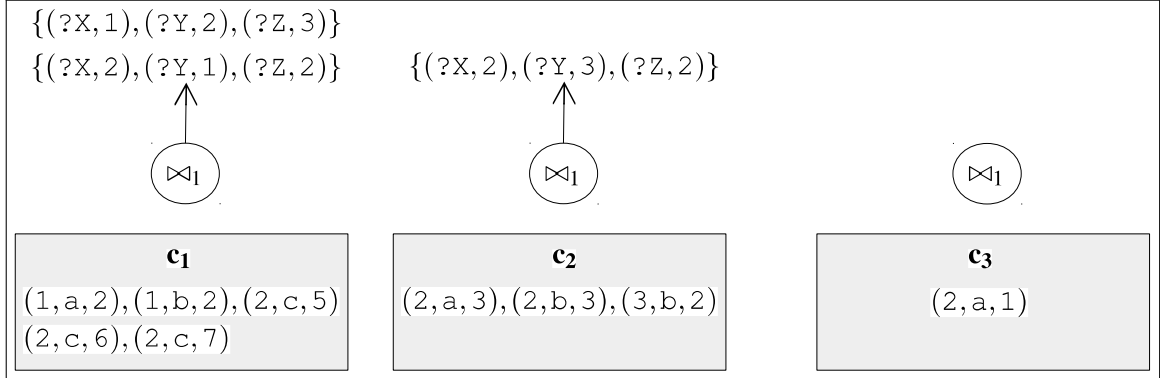 {(?X,1),(?Y,2),(?Z,3)}
{(?X,2),(?Y,1),(?Z,2)}
{(?X,2),(?Y,3),(?Z,2)}
⋈1
⋈1
⋈1
c1
(1,a,2),(1,b,2),(2,c,5)
(2,c,6),(2,c,7)
c2
(2,a,3),(2,b,3),(3,b,2)
c3
(2,a,1)